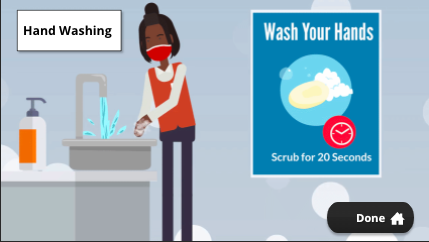 Hand Washing
Wash Your Hands
Scrub for 20 Seconds
Done